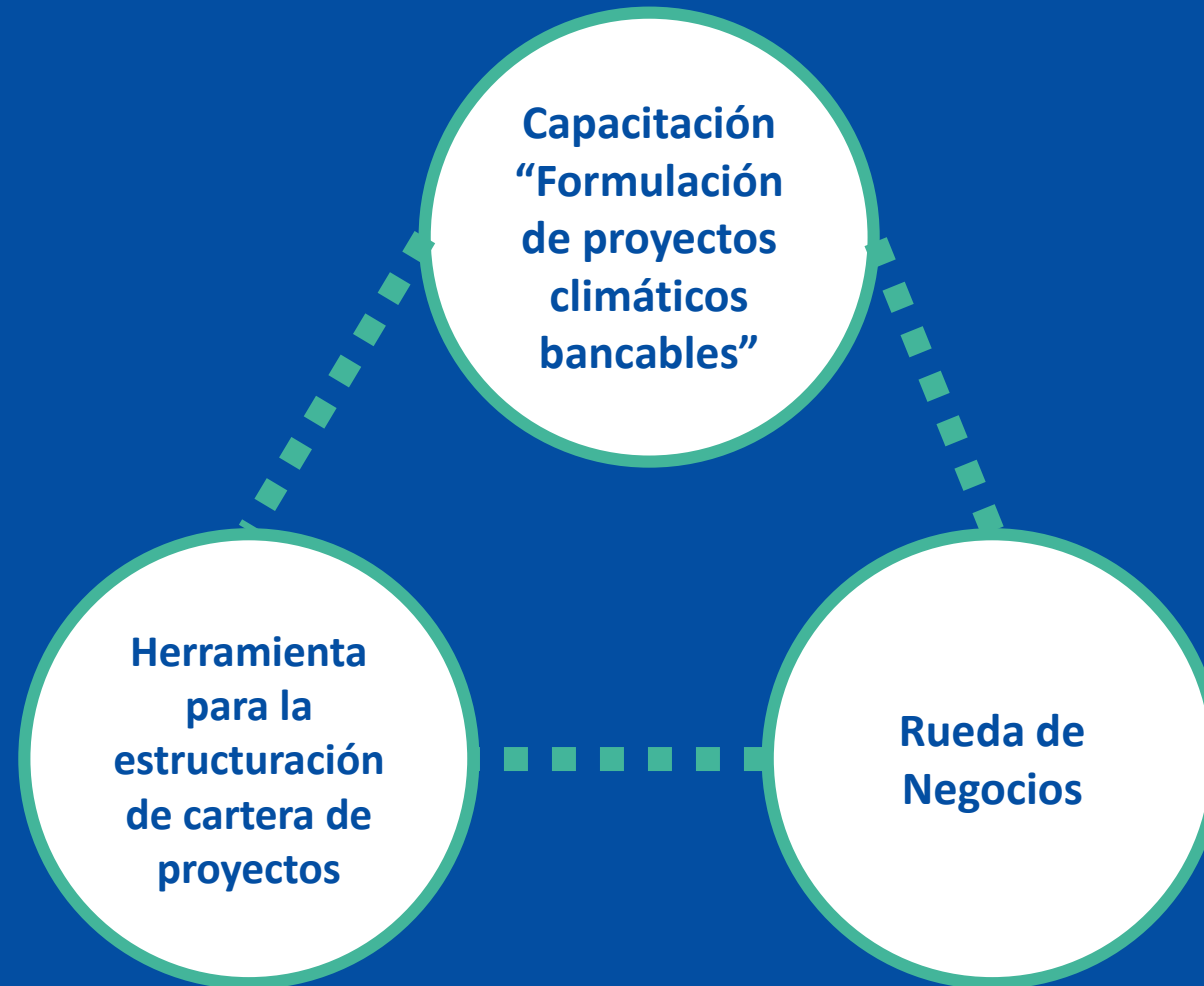 Capacitación
“Formulación
de proyectos
climáticos
bancables”
Herramienta
para la
estructuración
de cartera de
proyectos
Rueda de
Negocios